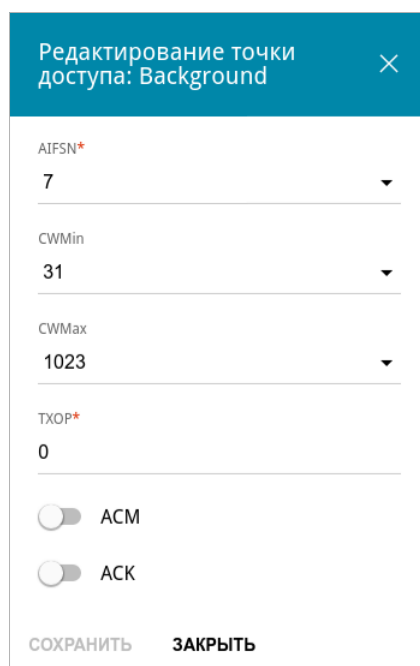 Редактирование точки
доступа: Background
AIFSN*
7
CWMin
31
CWMax
1023
TXOP*
0
ACM
ACK
СОХРАНИТЬ ЗАКРЫТЬ